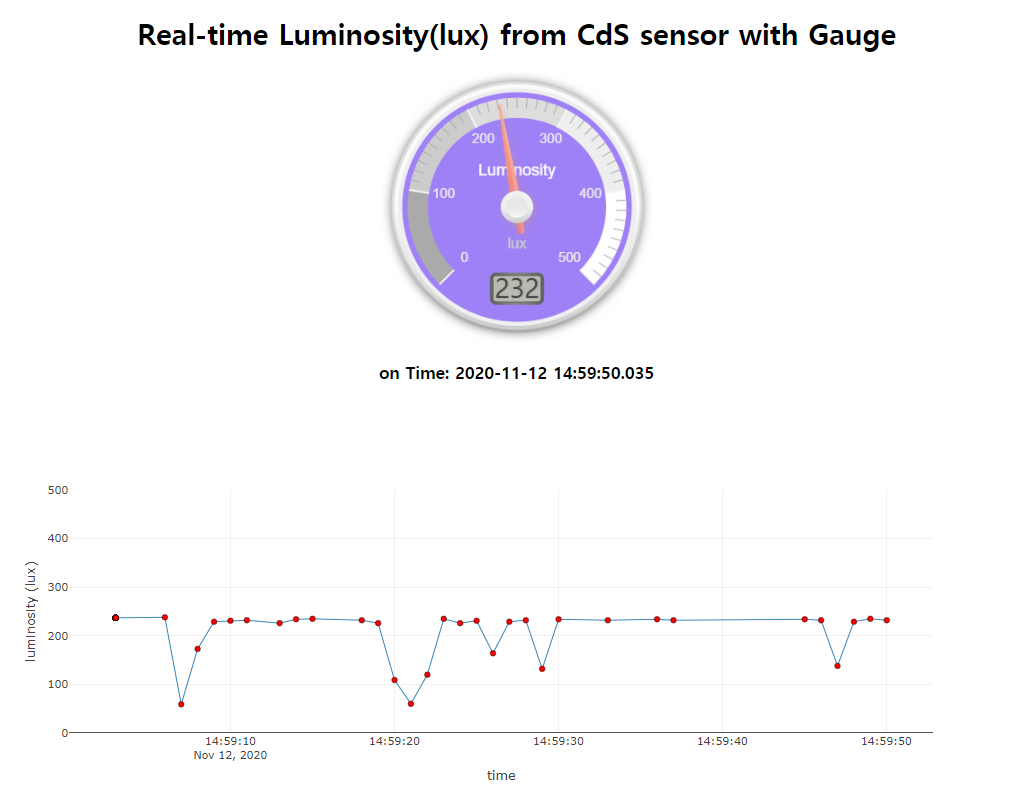 Real-time Luminosity(lux) from CdS sensor with Gauge
200 300
Luminosity
100 400
lux
0 500
232
on Time: 2020-11-12 14:59:50.035
500
400
300
200
100
0
luminosity (lux)
14:59:10 14:59:20 14:59:30 14:59:40 14:59:50
Nov 12, 2020
time